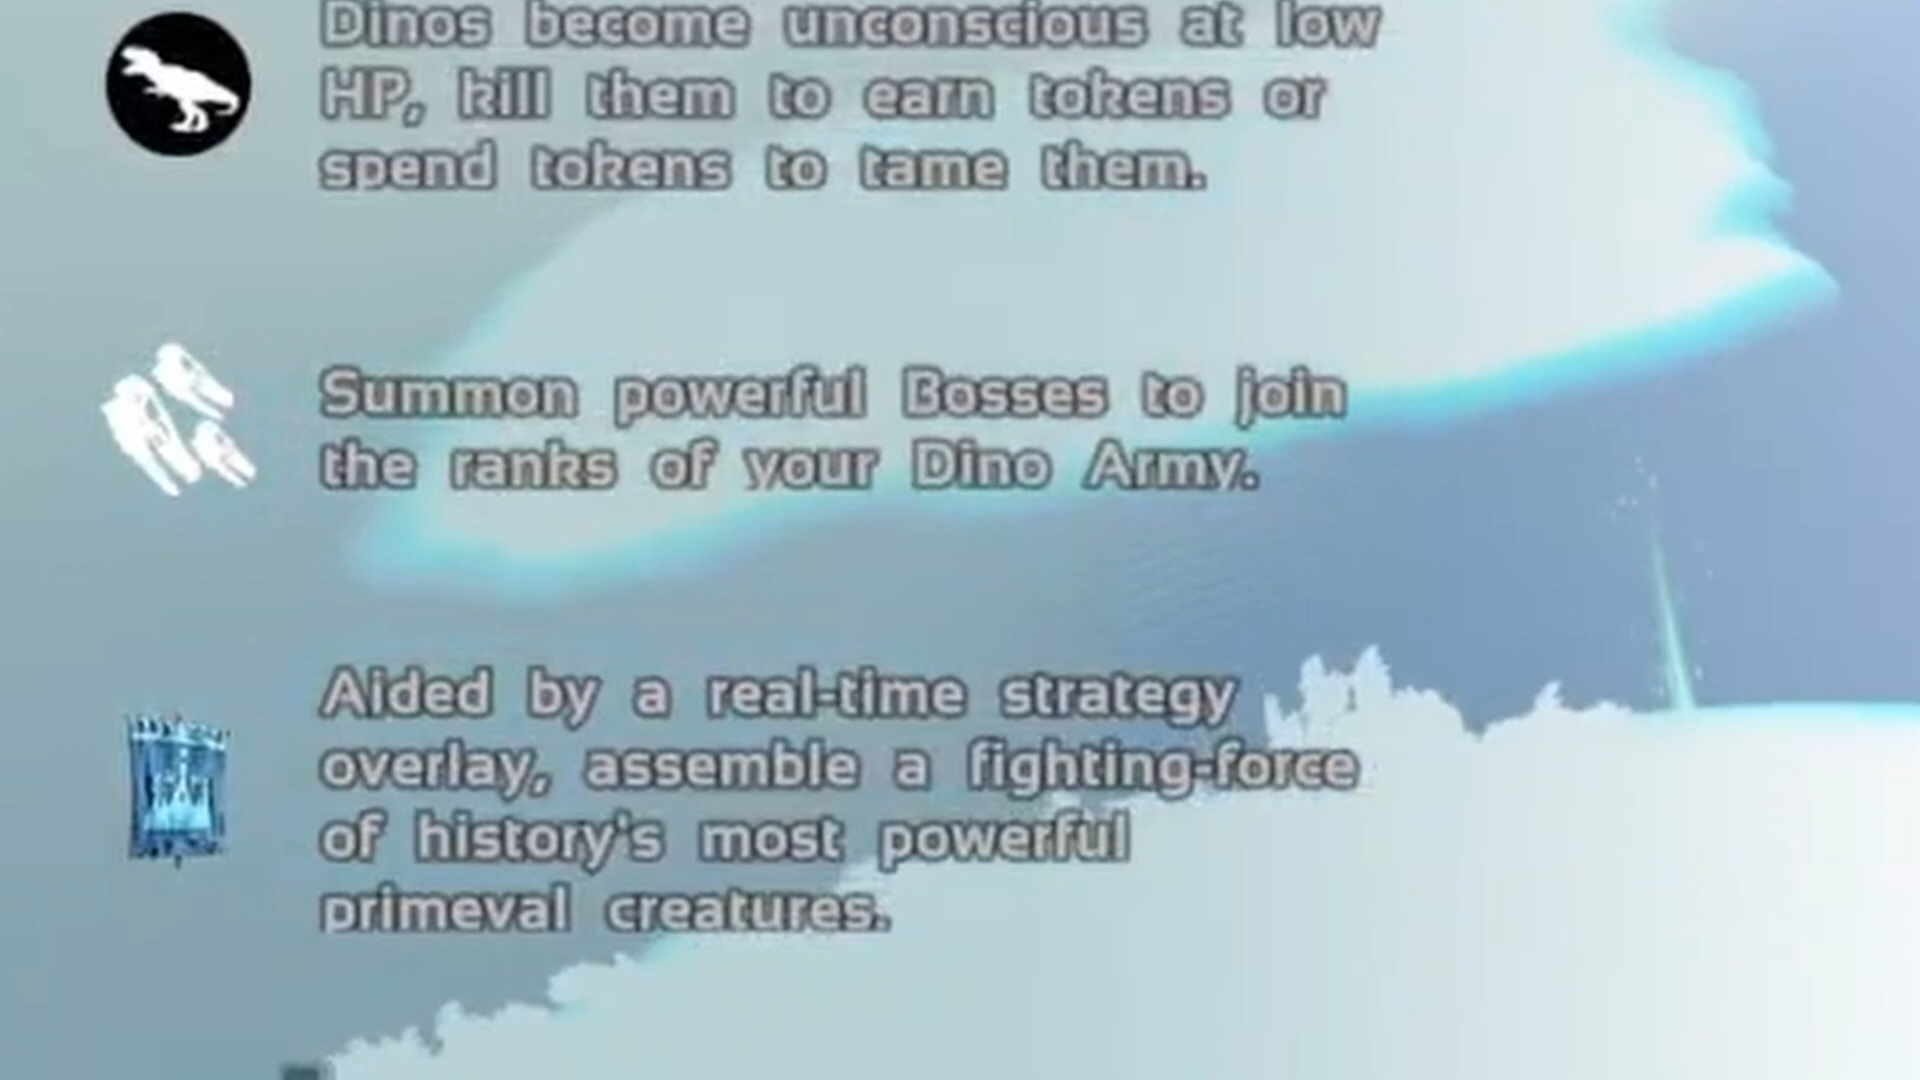 Dinos become unconscious at low
HP, kill them to earn tokens or
spend tokens to tame them.
Summon powerful Bosses to join
the ranks of your Dino Army.
Aided by a real-time strategy
overlay, assemble a fighting-force
of history's most powerful
primeval creatures.